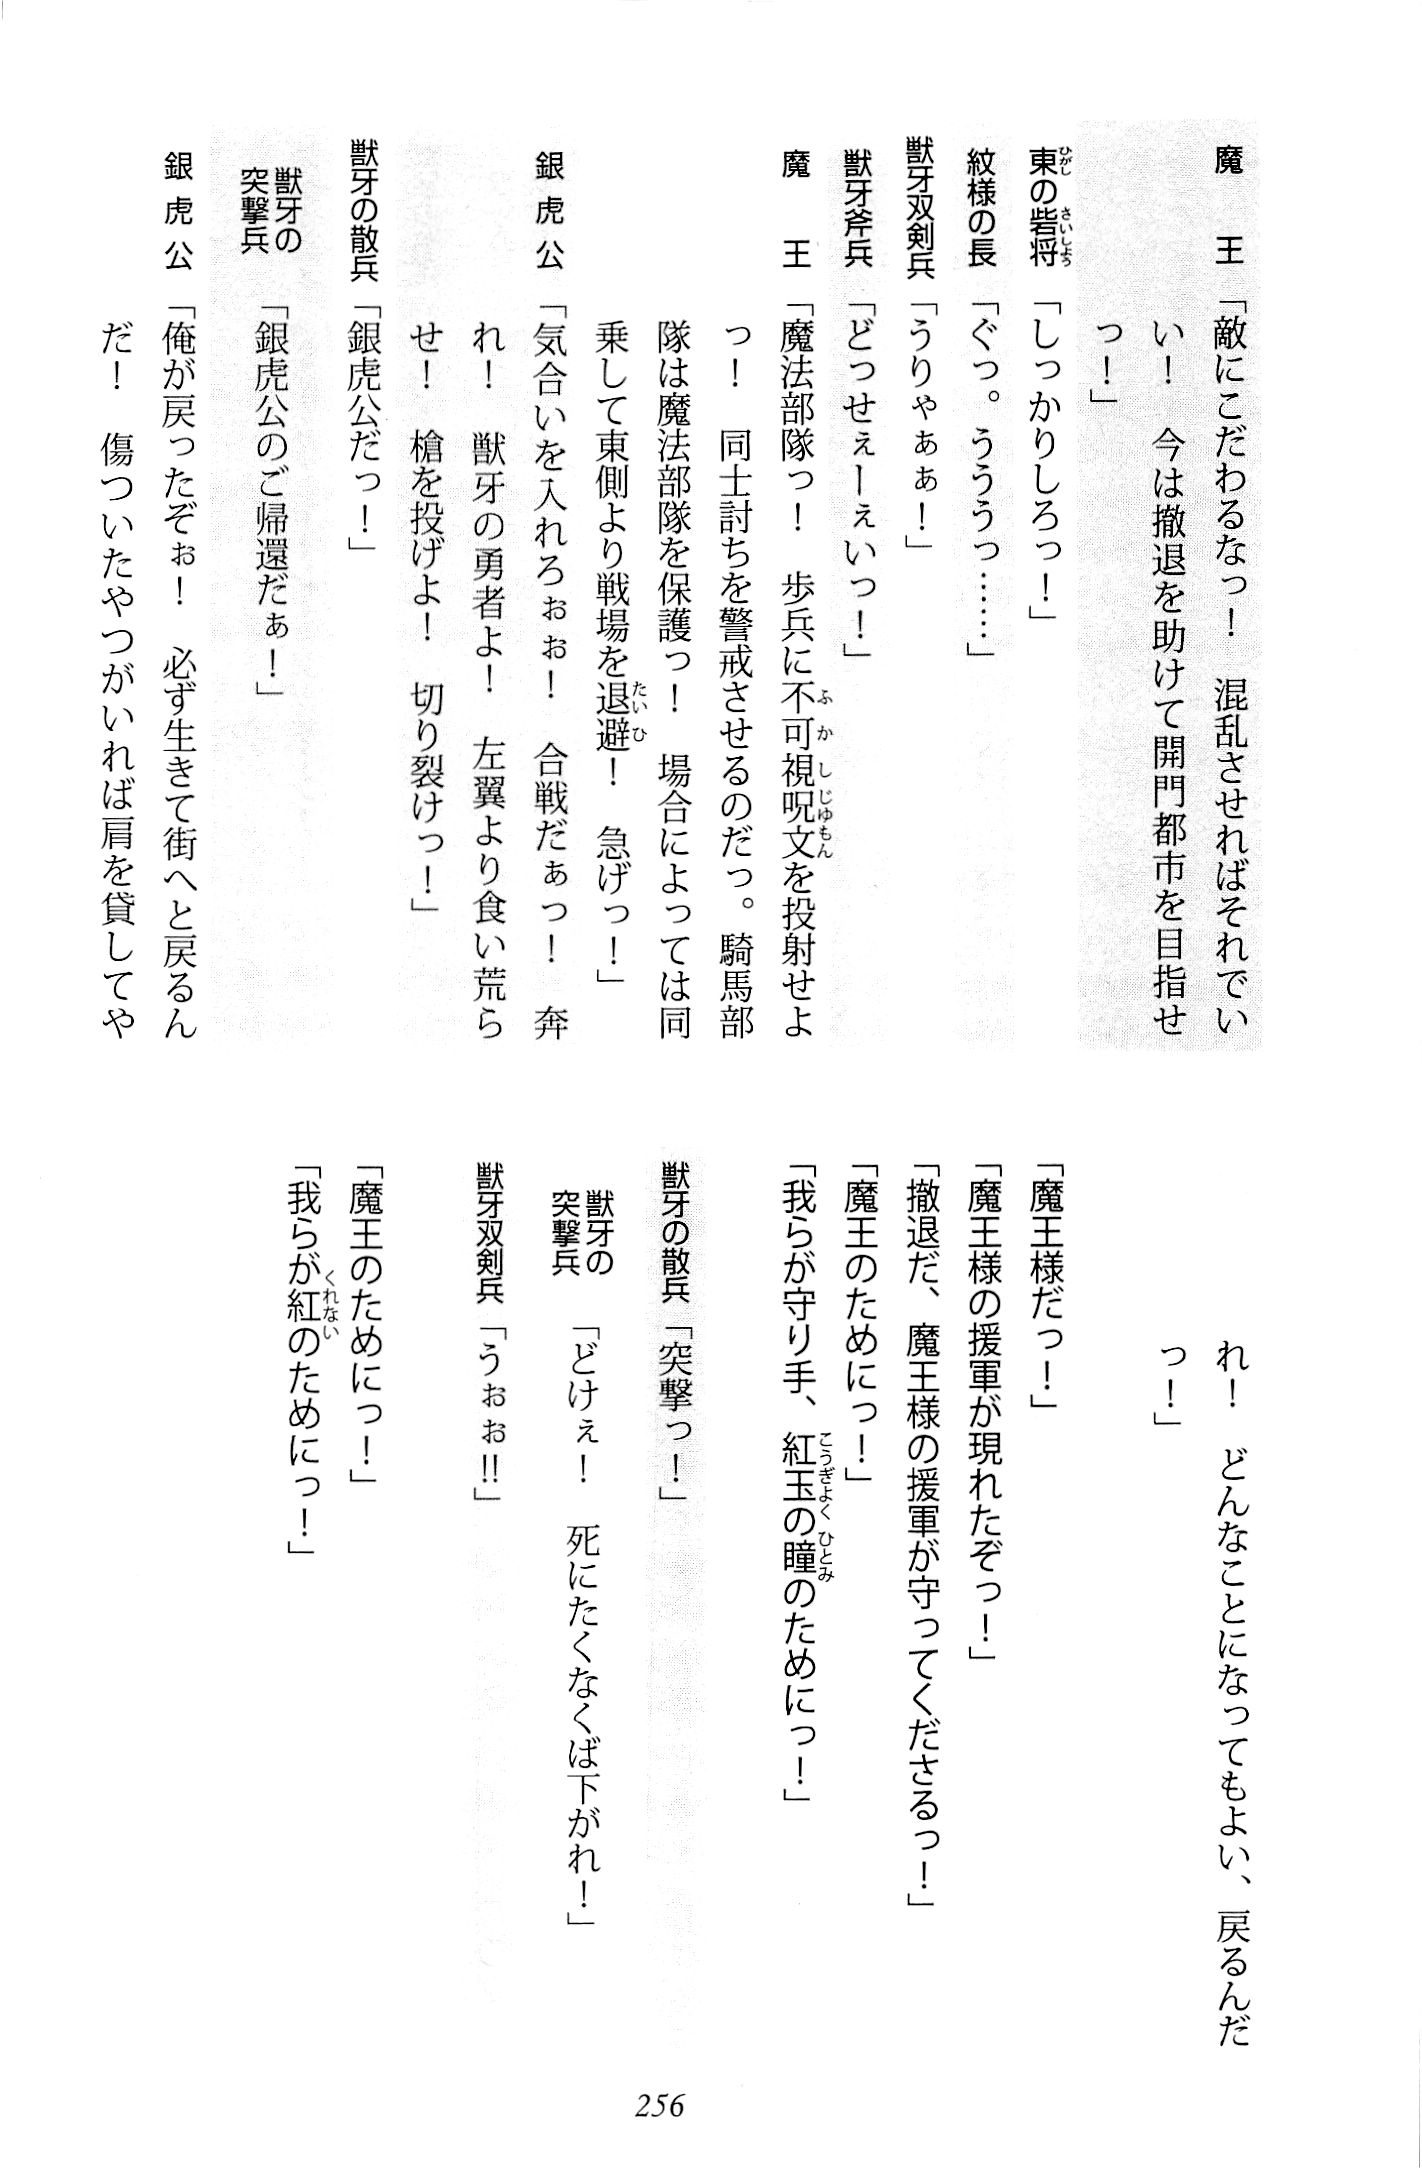 魔王「敵にこだわるなっ！　混乱させればそれでい
い！　今は撤退を助けて開門都市を目指せ
っ！」
東の砦将「しっかりしろっ！」
紋様の長「ぐっ。うううっ……」
獣牙双剣兵「うりゃぁぁ！」
獣牙斧兵「どっせぇーぇいっ！」
魔王「魔法部隊っ！　歩兵に不可視呪文を投射せよ
っ！　同士討ちを警戒させるのだっ。騎馬部
隊は魔法部隊を保護っ！　場合によっては同
乗して東側より戦場を退避！　急げっ！」
銀虎公「気合いを入れろぉぉ！　合戦だぁっ！　奔
れ！　獣牙の勇者よ！　左翼より食い荒ら
せ！　槍を投げよ！　切り裂けっ！」
獣牙の散兵「銀虎公だっ！」
獣牙の突撃兵「銀虎公のご帰還だぁ！」
銀虎公「俺が戻ったぞぉ！　必ず生きて街へと戻るん
だ！　傷ついたやつがいれば肩を貸してや
れ！　どんなことになってもよい、戻るんだ
っ！」
「魔王様だっ！」
「魔王様の援軍が現れたぞっ！」
「撤退だ、魔王様の援軍が守ってくださるっ！」
「魔王のためにっ！」
「我らが守り手、紅玉の瞳のためにっ！」
獣牙の散兵「突撃っ！」
獣牙の突撃兵「どけぇ！　死にたくなくば下がれ！」
獣牙双剣兵「うぉぉ!!」
「魔王のためにっ！」
「我らが紅のためにっ！」
256